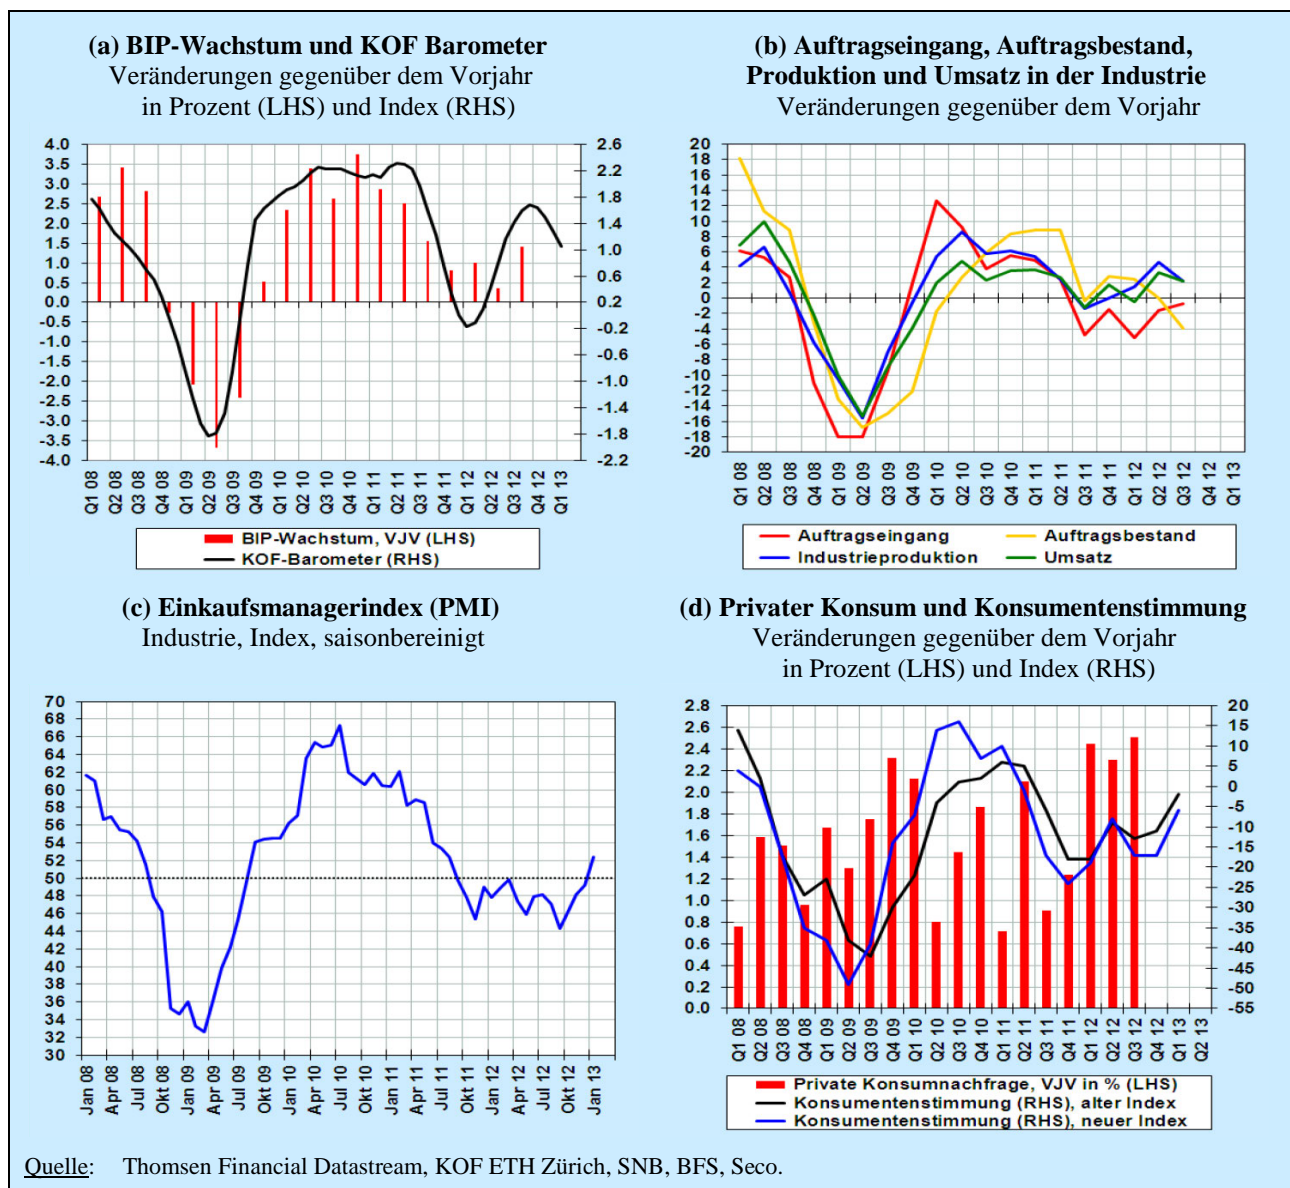 (a) BIP-Wachstum und KOF Barometer
Veränderungen gegenüber dem Vorjahr
in Prozent (LHS) und Index (RHS)
4.0
3.5
3.0
2.5
2.0
1.5
1.0
0.5
0.0
-0.5
-1.0
-1.5
-2.0
-2.5
-3.0
-3.5
-4.0
2.6
2.2
1.8
1.4
1.0
0.6
0.2
-0.2
-0.6
-1.0
-1.4
-1.8
-2.2
Q1 08
Q2 08
Q3 08
Q4 08
Q1 09
Q2 09
Q3 09
Q4 09
Q1 10
Q2 10
Q3 10
Q4 10
Q1 11
Q2 11
Q3 11
Q4 11
Q1 12
Q2 12
Q3 12
Q4 12
Q1 13
BIP-Wachstum, VJV (LHS)
KOF-Barometer (RHS)
(b) Auftragseingang, Auftragsbestand,
Produktion und Umsatz in der Industrie
Veränderungen gegenüber dem Vorjahr
20
18
16
14
12
10
8
6
4
2
0
-2
-4
-6
-8
-10
-12
-14
-16
-18
-20
Q1 08
Q2 08
Q3 08
Q4 08
Q1 09
Q2 09
Q3 09
Q4 09
Q1 10
Q2 10
Q3 10
Q4 10
Q1 11
Q2 11
Q3 11
Q4 11
Q1 12
Q2 12
Q3 12
Q4 12
Q1 13
Auftragseingang
Auftragsbestand
Industrieproduktion
Umsatz
(c) Einkaufsmanagerindex (PMI)
Industrie, Index, saisonbereinigt
70
68
66
64
62
60
58
56
54
52
50
48
46
44
42
40
38
36
34
32
30
Jan 08
Apr 08
Jul 08
Okt 08
Jan 09
Apr 09
Jul 09
Okt 09
Jan 10
Apr 10
Jul 10
Okt 10
Jan 11
Apr 11
Jul 11
Okt 11
Jan 12
Apr 12
Jul 12
Okt 12
Jan 13
(d) Privater Konsum und Konsumentenstimmung
Veränderungen gegenüber dem Vorjahr
in Prozent (LHS) und Index (RHS)
2.8
2.6
2.4
2.2
2.0
1.8
1.6
1.4
1.2
1.0
0.8
0.6
0.4
0.2
0.0
20
15
10
5
0
-5
-10
-15
-20
-25
-30
-35
-40
-45
-50
-55
Q1 08
Q2 08
Q3 08
Q4 08
Q1 09
Q2 09
Q3 09
Q4 09
Q1 10
Q2 10
Q3 10
Q4 10
Q1 11
Q2 11
Q3 11
Q4 11
Q1 12
Q2 12
Q3 12
Q4 12
Q1 13
Q2 13
Private Konsumnachfrage, VJV in % (LHS)
Konsumentenstimmung (RHS), alter Index
Konsumentenstimmung (RHS), neuer Index
Quelle: Thomsen Financial Datastream, KOF ETH Zürich, SNB, BFS, Seco.